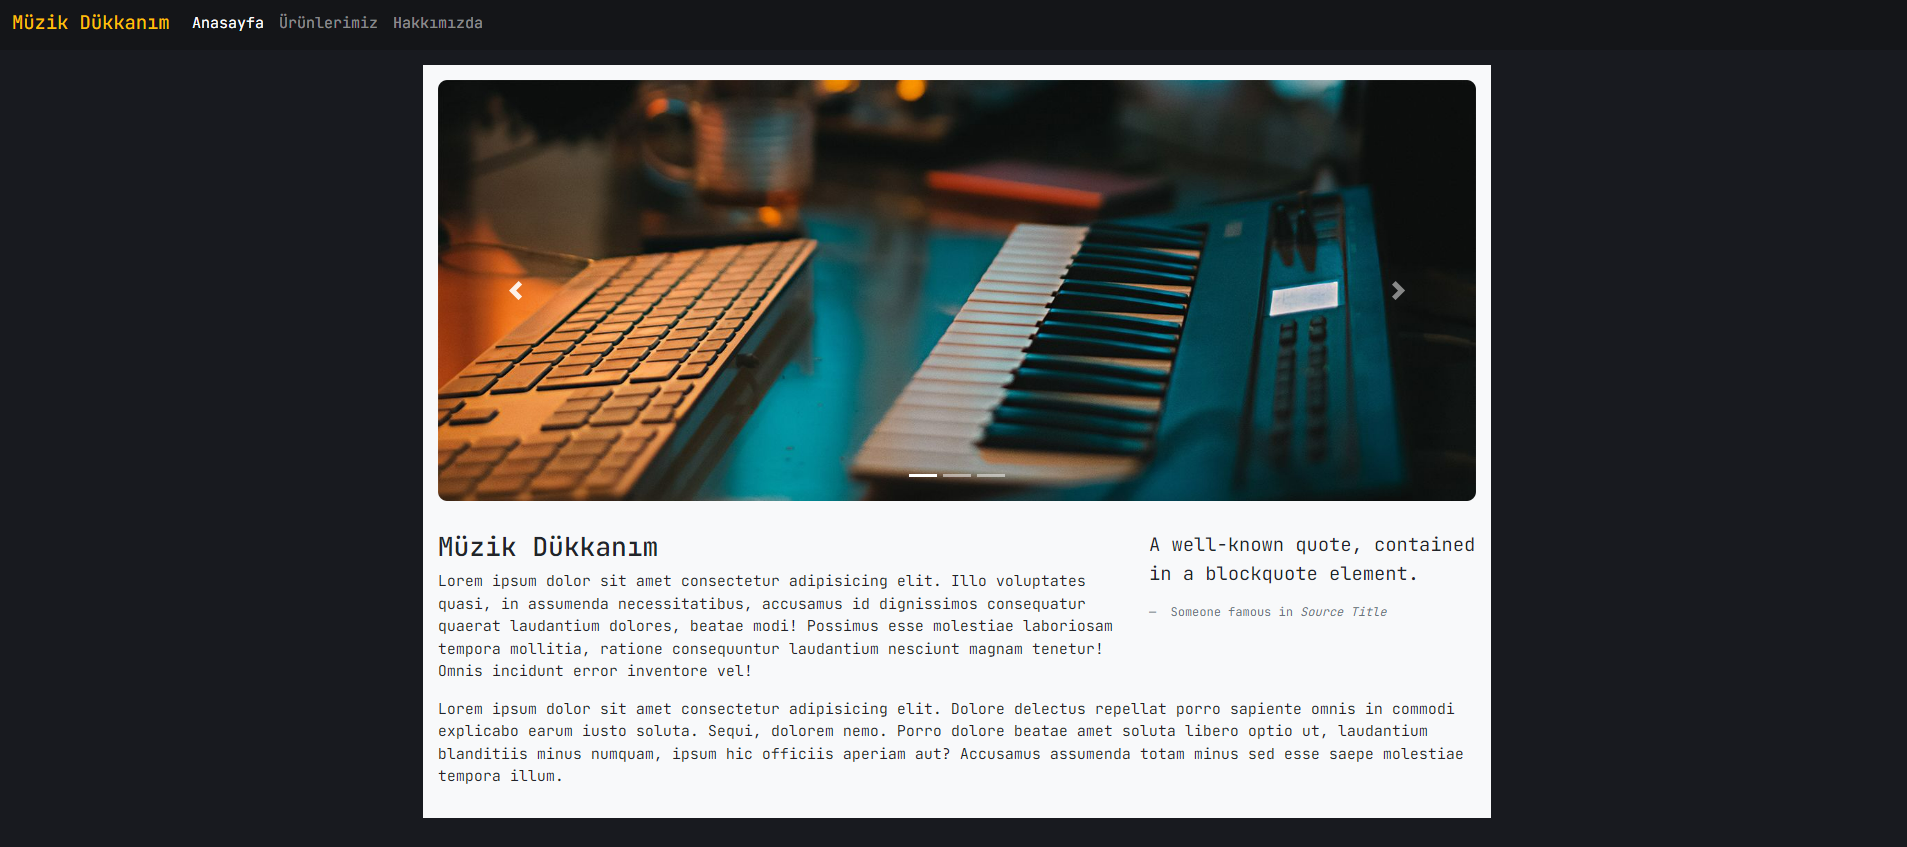 Müzik Dükkanım Anasayfa Ürünlerimiz Hakkımızda
Müzik Dükkanım
Lorem ipsum dolor sit amet consectetur adipisicing elit. Illo voluptates
quasi, in assumenda necessitatibus, accusamus id dignissimos consequatur
quaerat laudantium dolores, beatae modi! Possimus esse molestiae laboriosam
tempora mollitia, ratione consequuntur laudantium nesciunt magnam tenetur!
Omnis incidunt error inventore vel!
A well-known quote, contained
in a blockquote element.
— Someone famous in Source Title
Lorem ipsum dolor sit amet consectetur adipisicing elit. Dolore delectus repellat porro sapiente omnis in commodi
explicabo earum iusto soluta. Sequi, dolorem nemo. Porro dolore beatae amet soluta libero optio ut, laudantium
blanditiis minus numquam, ipsum hic officiis aperiam aut? Accusamus assumenda totam minus sed esse saepe molestiae
tempora illum.